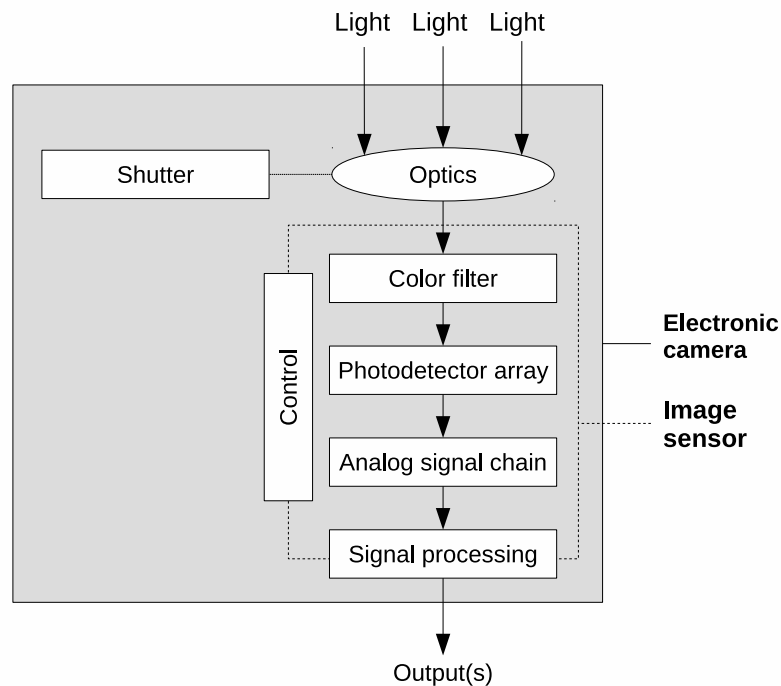 Light Light Light
Shutter
Optics
Color filter
Control
Photodetector array
Analog signal chain
Signal processing
Electronic
camera
Image
sensor
Output(s)